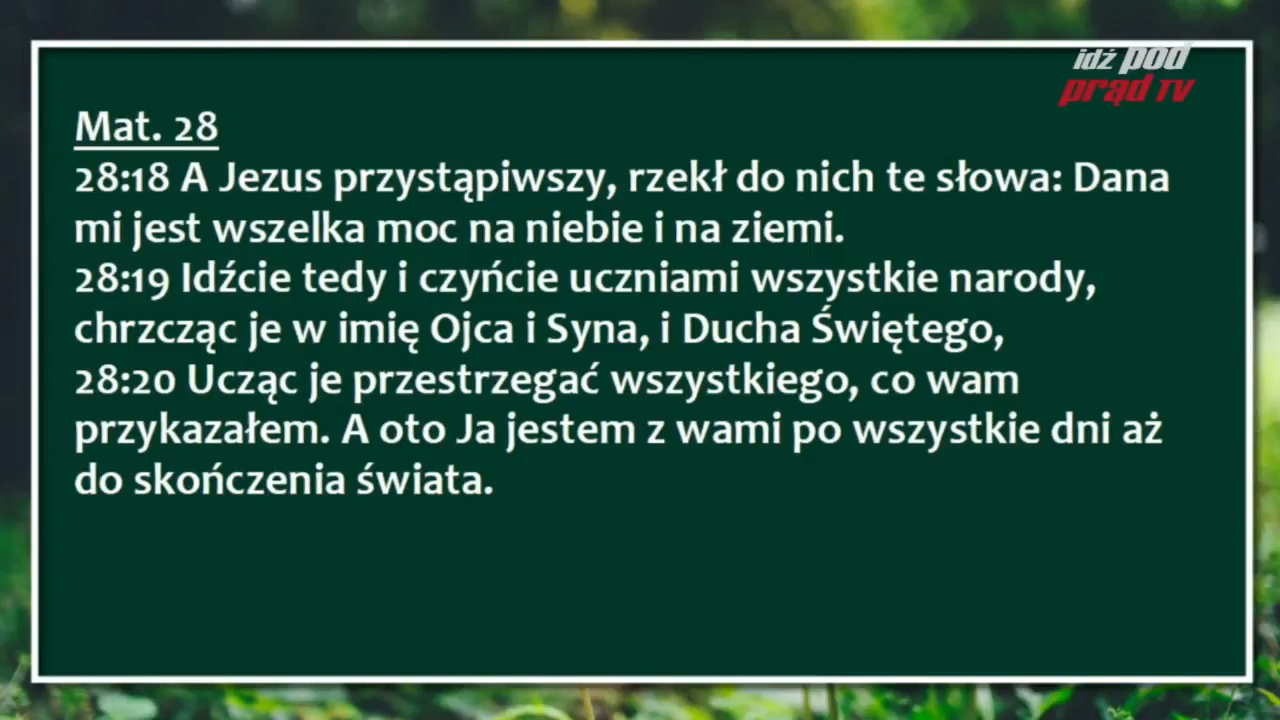 idź pod
prąd TV
Mat. 28
28:18 A Jezus przystąpiwszy, rzekł do nich te słowa: Dana
mi jest wszelka moc na niebie i na ziemi.
28:19 Idźcie tedy i czyńcie uczniami wszystkie narody,
chrzcząc je w imię Ojca i Syna, i Ducha Świętego,
28:20 Ucząc je przestrzegać wszystkiego, co wam
przykazałem. A oto Ja jestem z wami po wszystkie dni aż
do skończenia świata.